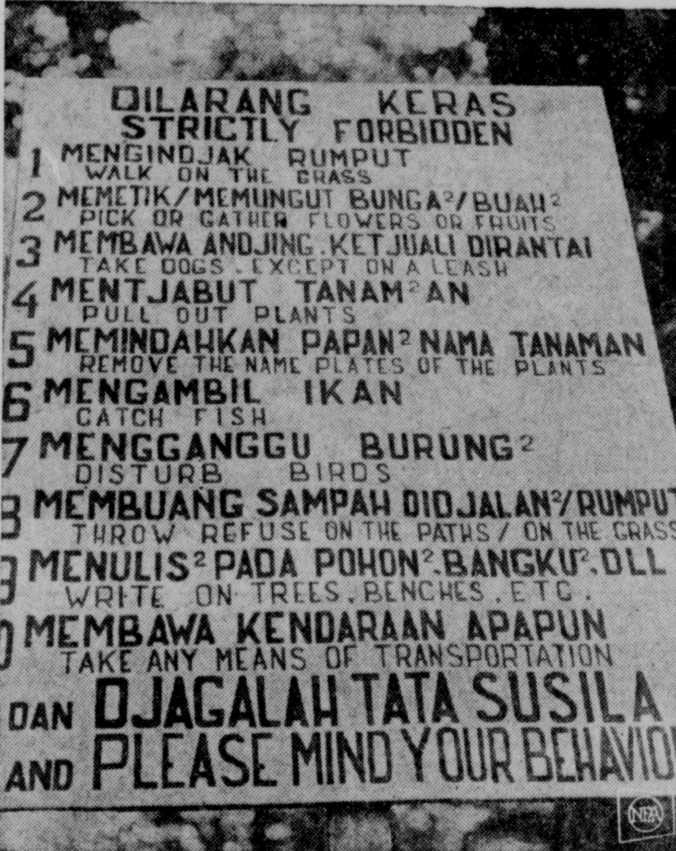 DILARANG KERAS
STRICTLY FORBIDDEN
1 MENGINDJAK RUMPUT
WALK ON THE GRASS
2 MEMETIK/MEMUNGUT BUNGA²/BUAH²
PICK OR GATHER FLOWERS OR FRUITS
3 MEMBAWA ANDJING.KETJUALI DIRANTAI
TAKE DOGS.EXCEPT ON A LEASH
4 MENTJABUT TANAM²AN
PULL OUT PLANTS
5 MEMINDAHKAN PAPAN² NAMA TANAMAN
REMOVE THE NAME PLATES OF THE PLANTS
6 MENGAMBIL IKAN
CATCH FISH
7 MENGGANGGU BURUNG²
DISTURB BIRDS
8 MEMBUANG SAMPAH DIDJALAN²/RUMPUT
THROW REFUSE ON THE PATHS/ON THE GRASS
9 MENULIS² PADA POHON².BANGKU².DLL
WRITE ON TREES.BENCHES.ETC.
0 MEMBAWA KENDARAAN APAPUN
TAKE ANY MEANS OF TRANSPORTATION
DAN DJAGALAH TATA SUSILA
AND PLEASE MIND YOUR BEHAVIO
NEA